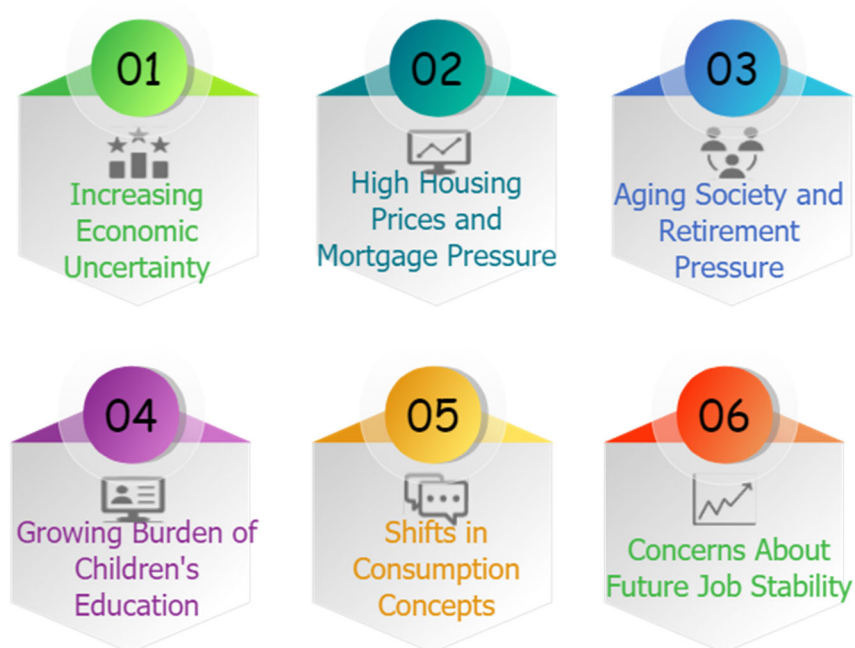 01
Increasing
Economic
Uncertainty
02
High Housing
Prices and
Mortgage Pressure
03
Aging Society and
Retirement
Pressure
04
Growing Burden of
Children's
Education
05
Shifts in
Consumption
Concepts
06
Concerns About
Future Job Stability